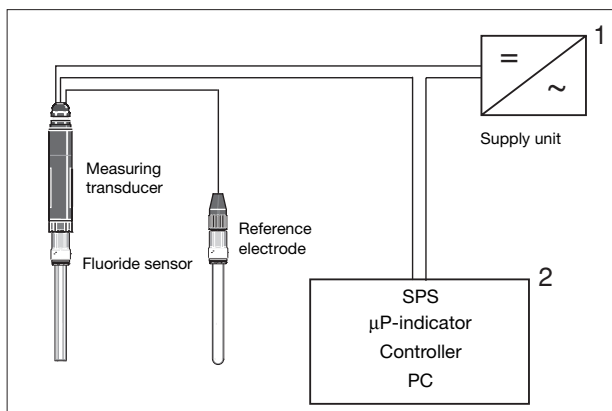 1
=
~
Supply unit
Measuring
transducer
Reference
electrode
Fluoride sensor
2
SPS
µP-indicator
Controller
PC